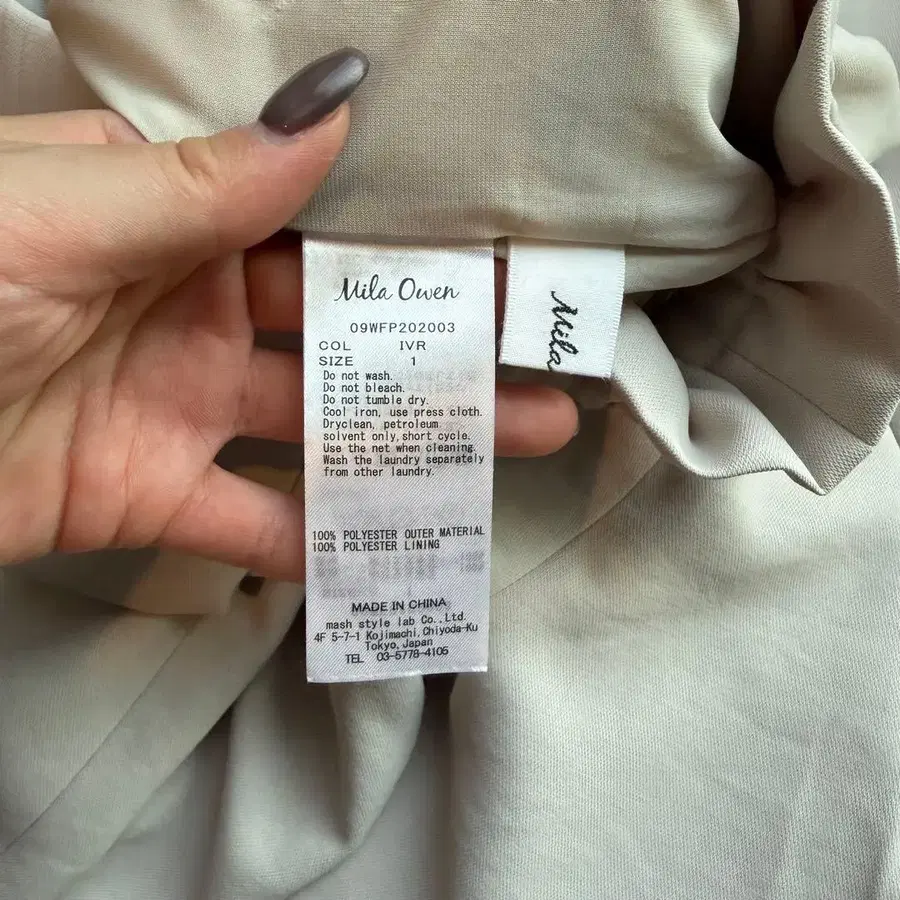 Mila Owen
09WFP202003
COL IVR
SIZE 1
Do not wash.
Do not bleach.
Do not tumble dry.
Cool iron, use press cloth.
Dryclean, petroleum
solvent only, short cycle.
Use the net when cleaning.
Wash the laundry separately
from other laundry.
100% POLYESTER OUTER MATERIAL
100% POLYESTER LINING
MADE IN CHINA
mash style lab Co., Ltd.
4F 5-7-1 Kojimachi, Chiyoda-Ku
Tokyo, Japan
TEL 03-5778-4105
Mila